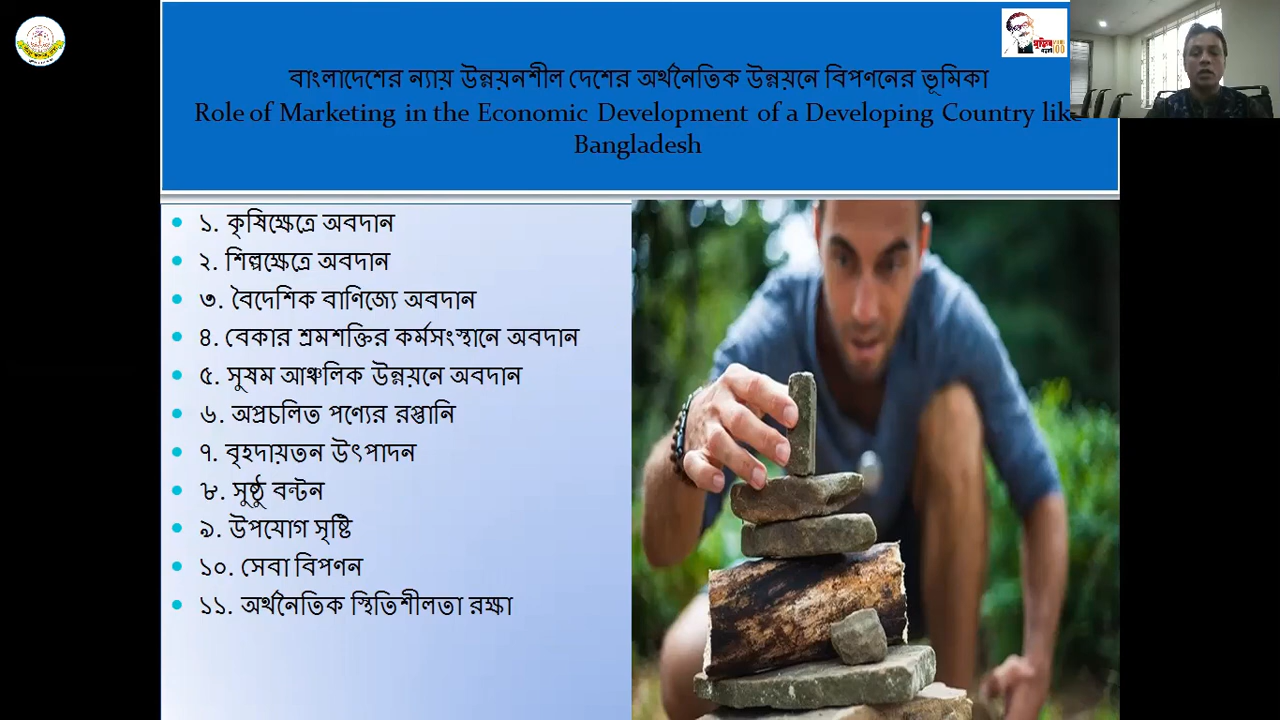 বাংলাদেশের ন্যায় উন্নয়নশীল দেশের অর্থনৈতিক উন্নয়নে বিপণনের ভূমিকা
Role of Marketing in the Economic Development of a Developing Country like
Bangladesh
১. কৃষিক্ষেত্রে অবদান
২. শিল্পক্ষেত্রে অবদান
৩. বৈদেশিক বাণিজ্যে অবদান
৪. বেকার শ্রমশক্তির কর্মসংস্থানে অবদান
৫. সুষম আঞ্চলিক উন্নয়নে অবদান
৬. অপ্রচলিত পণ্যের রপ্তানি
৭. বৃহদায়তন উৎপাদন
৮. সুষ্ঠু বন্টন
৯. উপযোগ সৃষ্টি
১০. সেবা বিপণন
১১. অর্থনৈতিক স্থিতিশীলতা রক্ষা